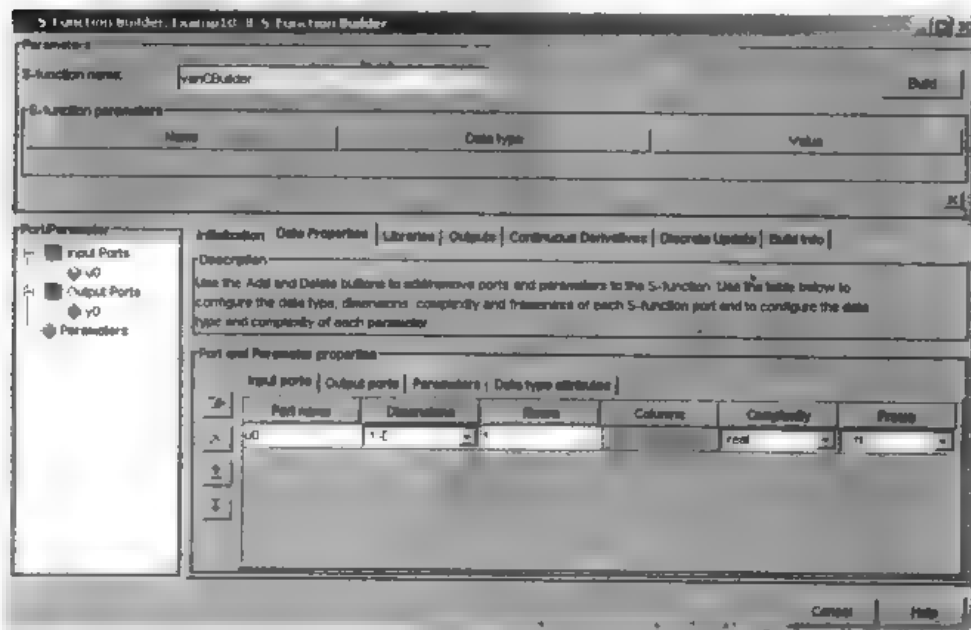 S-Function Builder: S-Function Builder
Parameters
S-function name:
Build
S-function parameters
Name Data type Value
Port/Parameter
Input Ports
u0
Output Ports
y0
Parameters
Initialization Data Properties Libraries Outputs Continuous Derivatives Discrete Update Build Info
Description
Use the Add and Delete buttons to add/remove ports and parameters to the S-function. Use the table below to
configure the data type, dimensions, complexity and frameness of each S-function port and to configure the data
type and complexity of each parameter
Port and Parameter properties
Input ports Output ports Parameters Data type attributes
Port name Dimensions Rows Columns Complexity Frame
u0 1-D 1 real
Cancel Help